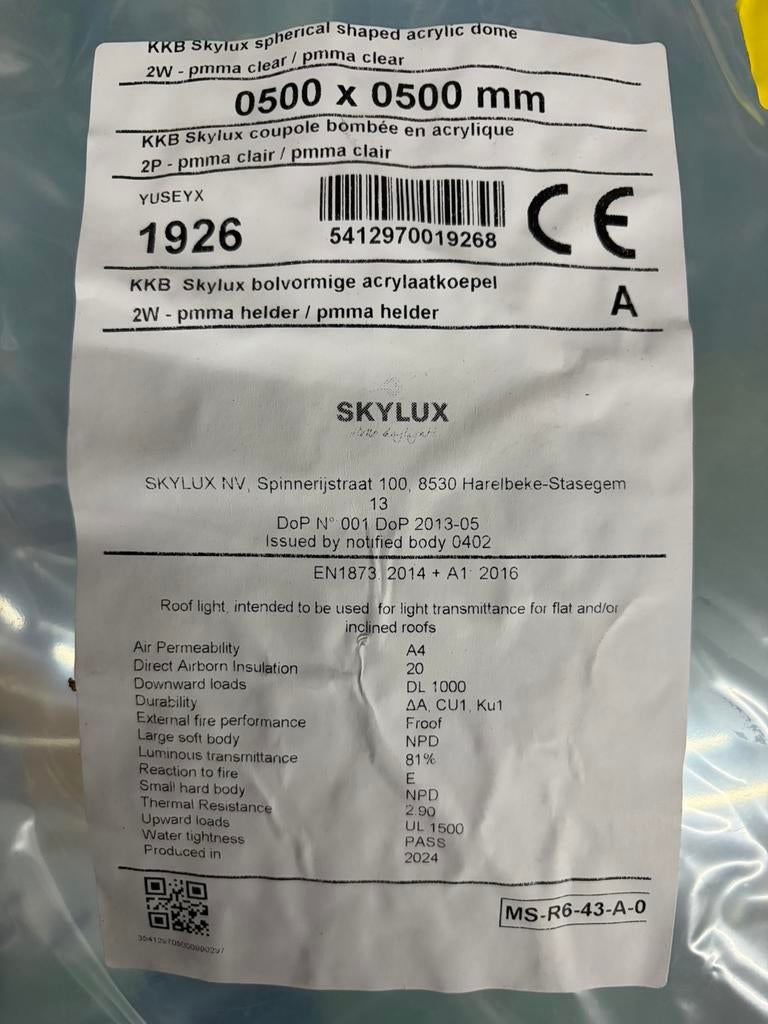 KKB Skylux spherical shaped acrylic dome
2W - pmma clear / pmma clear
0500 x 0500 mm
KKB Skylux coupole bombée en acrylique
2P - pmma clair / pmma clair
YUSEYX
1926
5412970019268
CE
KKB Skylux bolvormige acrylaatkoepel
2W - pmma helder / pmma helder
A
SKYLUX
SKYLUX NV, Spinnerijstraat 100, 8530 Harelbeke-Stasegem
13
DoP N° 001 DoP 2013-05
Issued by notified body 0402
EN1873: 2014 + A1: 2016
Roof light, intended to be used for light transmittance for flat and/or
inclined roofs
Air Permeability A4
Direct Airborn Insulation 20
Downward loads DL 1000
Durability ΔA, CU1, Ku1
External fire performance Froof
Large soft body NPD
Luminous transmittance 81%
Reaction to fire E
Small hard body NPD
Thermal Resistance 2.90
Upward loads UL 1500
Water tightness PASS
Produced in 2024
MS-R6-43-A-0